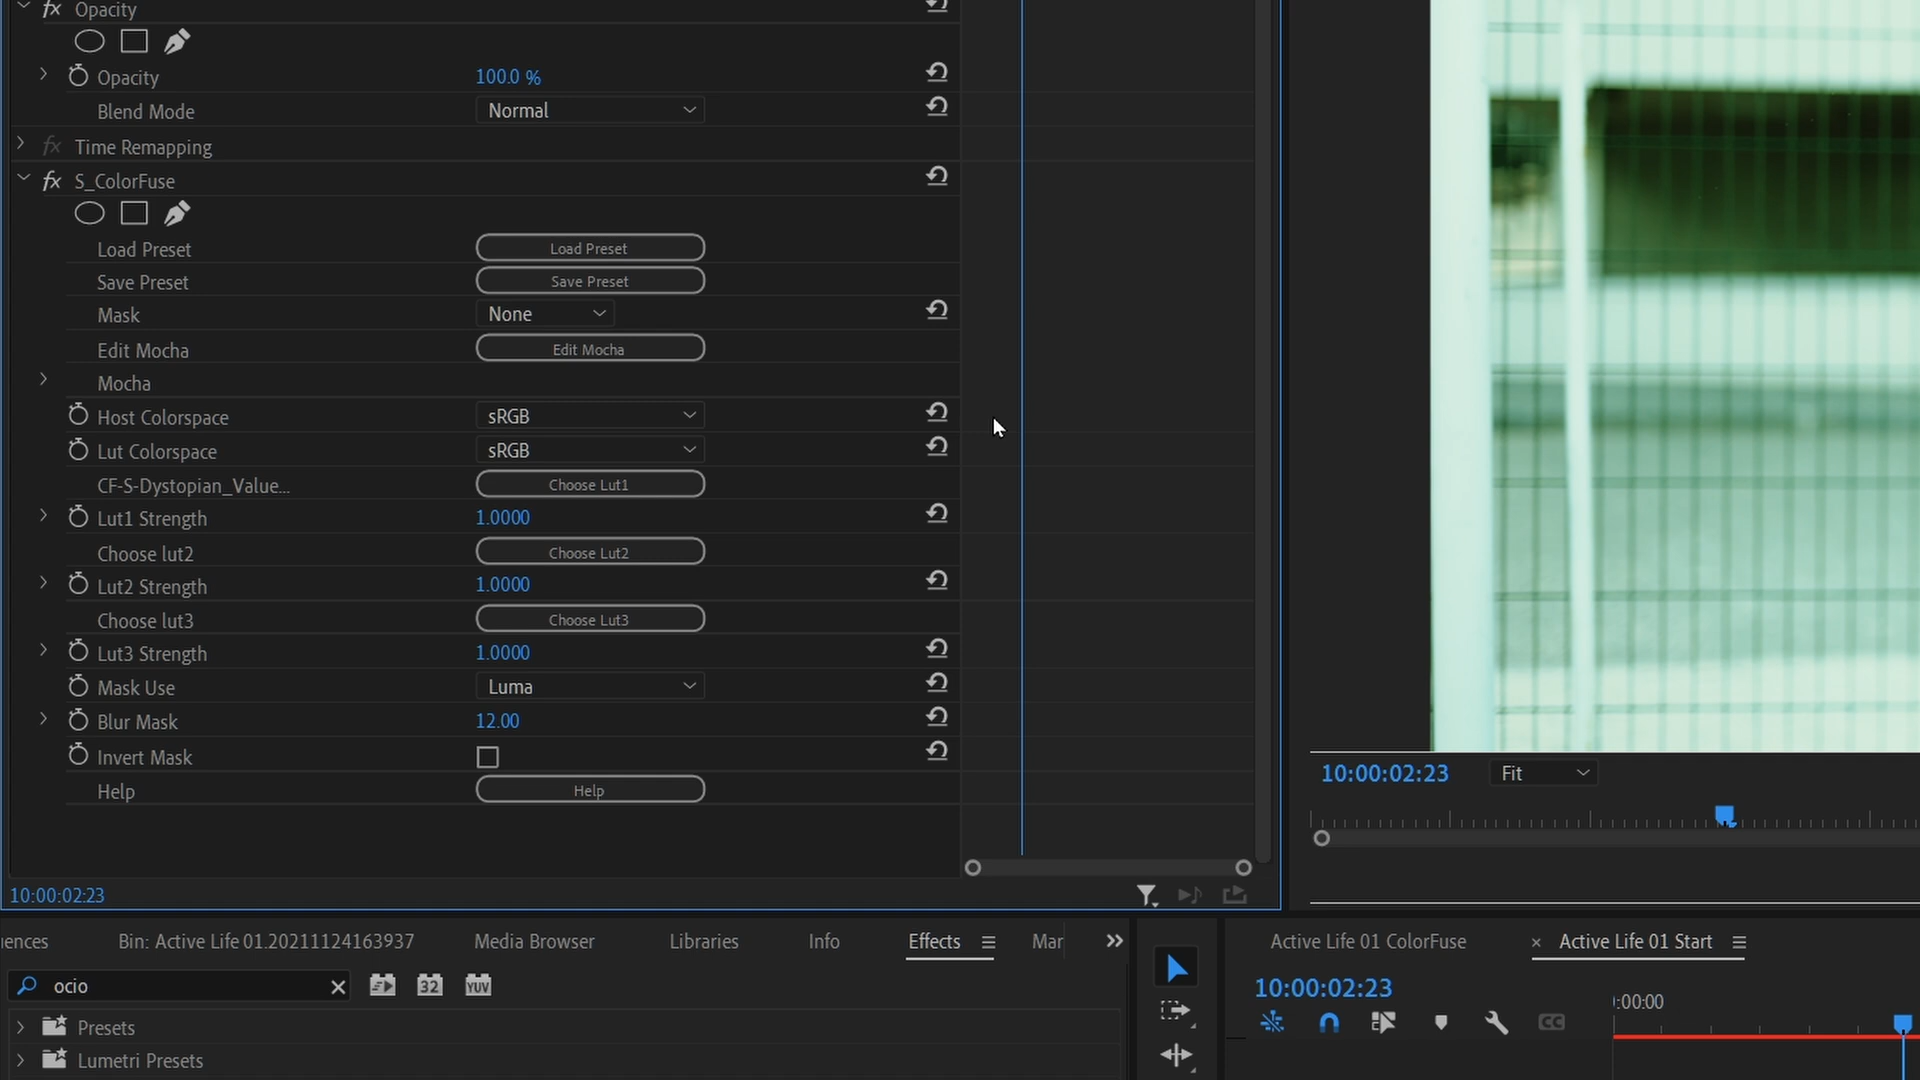 fx Opacity
Opacity 100.0 %
Blend Mode Normal
fx Time Remapping
fx S_ColorFuse
Load Preset Load Preset
Save Preset Save Preset
Mask None
Edit Mocha Edit Mocha
Mocha
Host Colorspace sRGB
Lut Colorspace sRGB
CF-S-Dystopian_Value... Choose Lut1
Lut1 Strength 1.0000
Choose lut2 Choose Lut2
Lut2 Strength 1.0000
Choose lut3 Choose Lut3
Lut3 Strength 1.0000
Mask Use Luma
Blur Mask 12.00
Invert Mask
Help Help
10:00:02:23
10:00:02:23 Fit
uences Bin: Active Life 01.20211124163937 Media Browser Libraries Info Effects Mar
ocio 32 YUV
Presets
Lumetri Presets
Active Life 01 ColorFuse × Active Life 01 Start
10:00:02:23
:00:00
CC